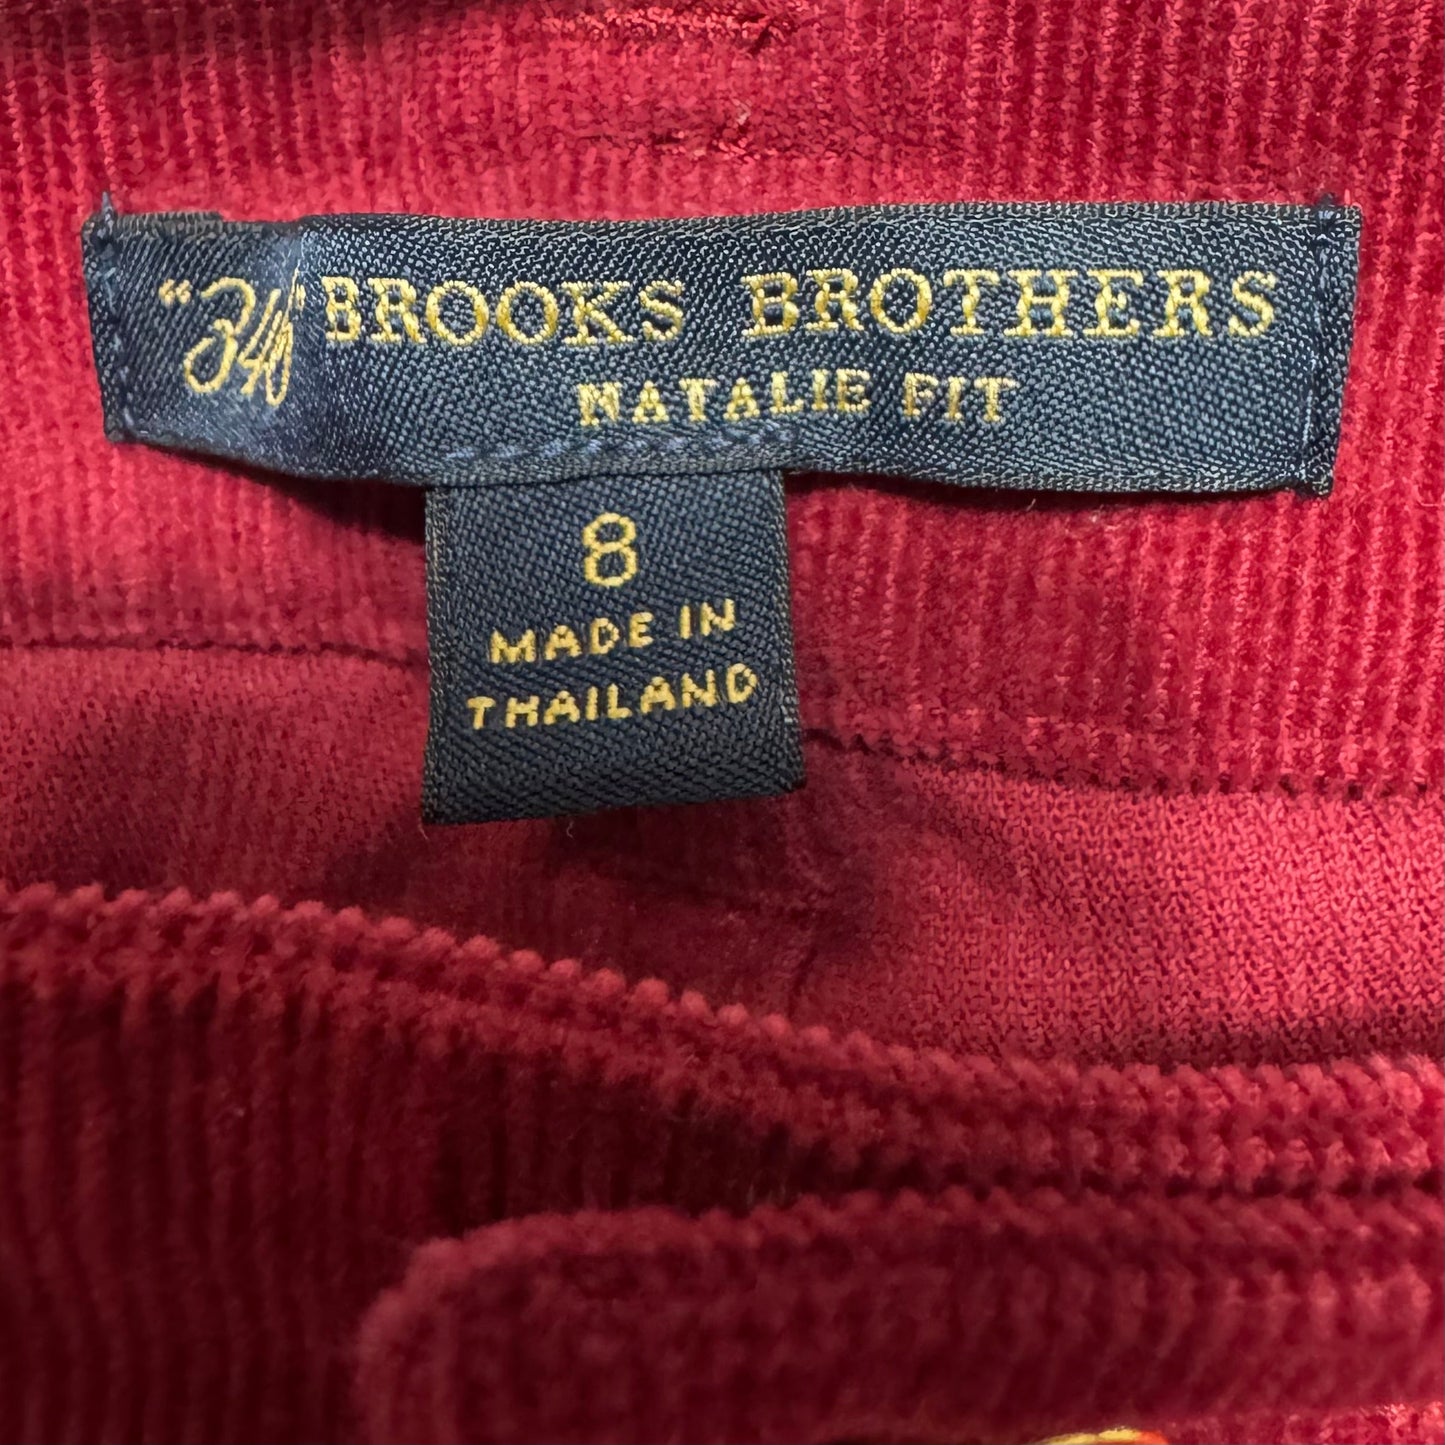 "346" BROOKS BROTHERS
NATALIE FIT
8
MADE IN
THAILAND